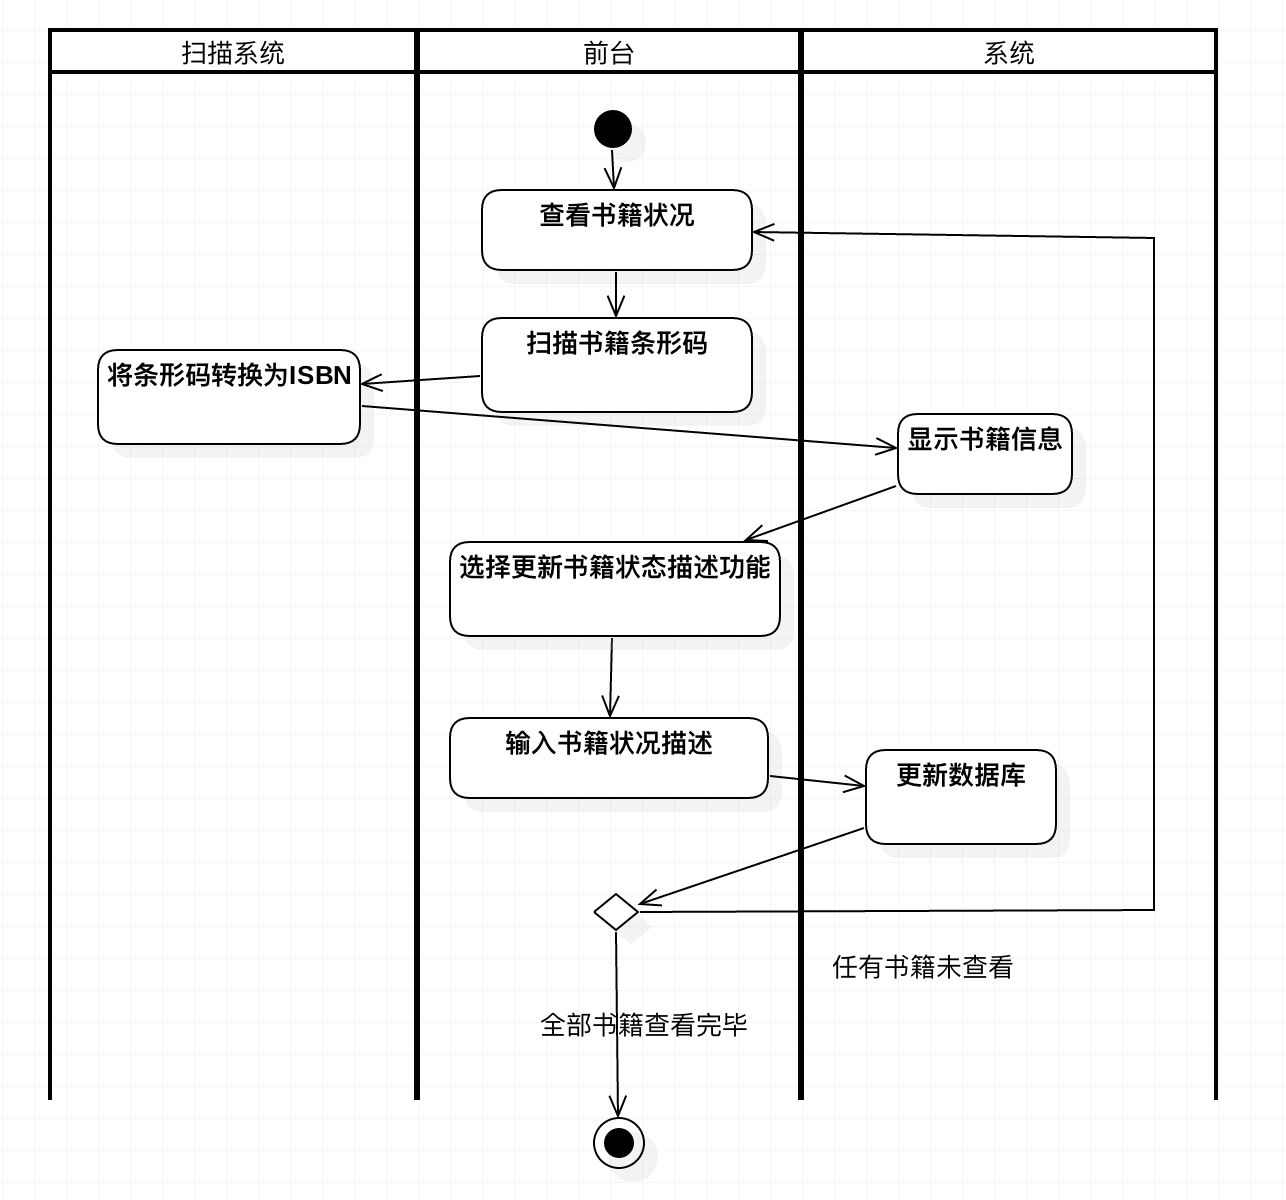 扫描系统
前台
系统
查看书籍状况
扫描书籍条形码
将条形码转换为ISBN
显示书籍信息
选择更新书籍状态描述功能
输入书籍状况描述
更新数据库
任有书籍未查看
全部书籍查看完毕